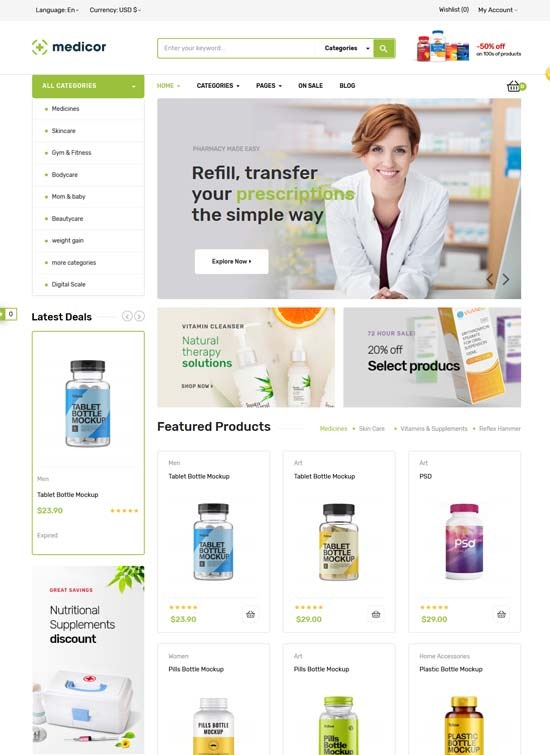 Language: En
Currency: USD $
Wishlist (0)
My Account
medicor
Enter your keyword...
Categories
-50% off
on 100s of products
ALL CATEGORIES
HOME
CATEGORIES
PAGES
ON SALE
BLOG
0
Medicines
Skincare
Gym & Fitness
Bodycare
Mom & baby
Beautycare
weight gain
more categories
Digital Scale
PHARMACY MADE EASY
Refill, transfer
your prescriptions
the simple way
Explore Now
0
Latest Deals
TABLET
BOTTLE
MOCKUP
Men
Tablet Bottle Mockup
$23.90
Expired
VITAMIN CLEANSER
Natural
therapy
solutions
SHOP NOW
72 HOUR SALE!
20% off
Select producs
Featured Products
Medicines
Skin Care
Vitamins & Supplements
Reflex Hammer
Men
Tablet Bottle Mockup
TABLET
BOTTLE
MOCKUP
$23.90
Art
Tablet Bottle Mockup
TABLET
BOTTLE
MOCKUP
$29.00
Art
PSD
PSD
$29.00
GREAT SAVINGS
Nutritional
Supplements
discount
Women
Pills Bottle Mockup
PILLS BOTTLE
MOCKUP
Art
Pills Bottle Mockup
Pills
Bottle
Mockup
Home Accessories
Plastic Bottle Mockup
PLASTIC
BOTTLE
MOCKUP